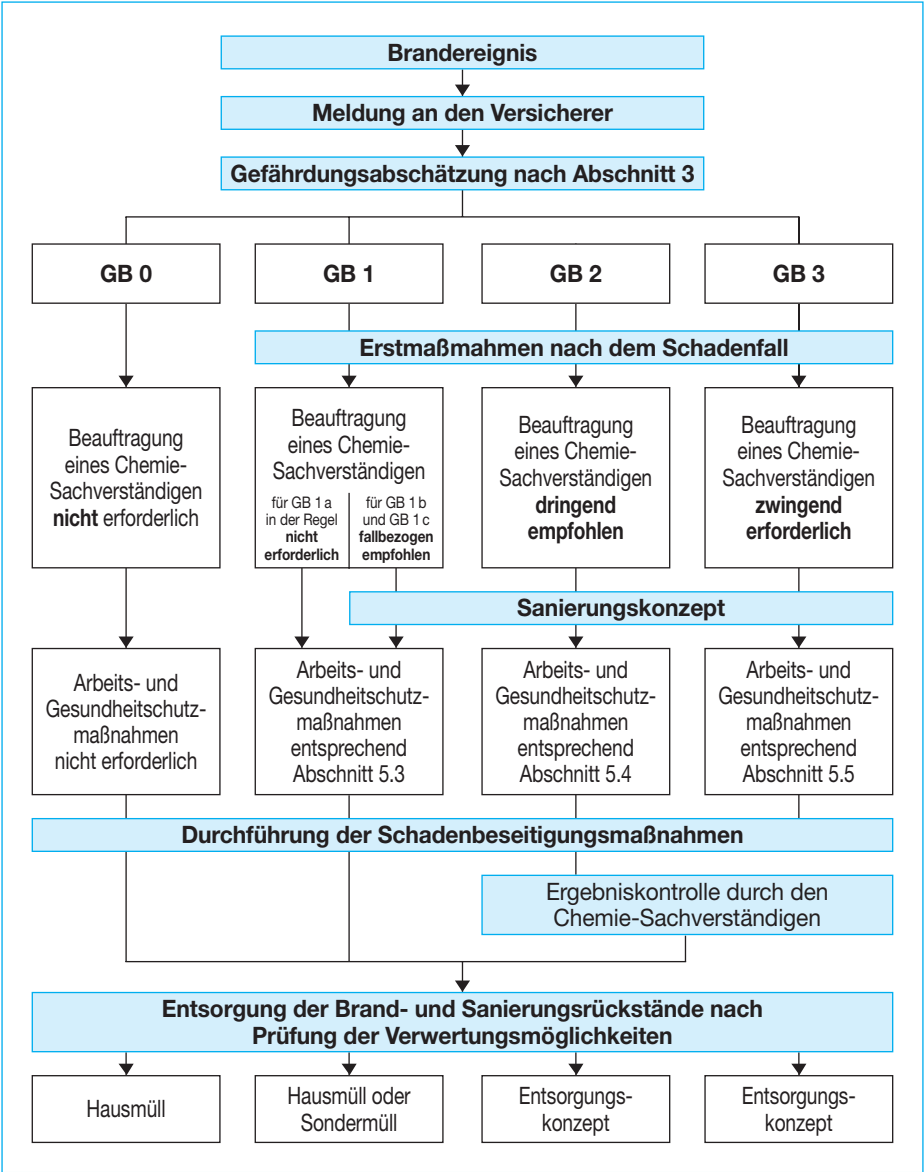 Brandereignis
Meldung an den Versicherer
Gefährdungsabschätzung nach Abschnitt 3
GB 0
GB 1
GB 2
GB 3
Erstmaßmahmen nach dem Schadenfall
Beauftragung
eines Chemie-
Sachverständigen
nicht erforderlich
Beauftragung
eines Chemie-
Sachverständigen
für GB 1 a
in der Regel
nicht
erforderlich
für GB 1 b
und GB 1 c
fallbezogen
empfohlen
Beauftragung
eines Chemie-
Sachverständigen
dringend
empfohlen
Beauftragung
eines Chemie-
Sachverständigen
zwingend
erforderlich
Sanierungskonzept
Arbeits- und
Gesundheitschutz-
maßnahmen
nicht erforderlich
Arbeits- und
Gesundheitschutz-
maßnahmen
entsprechend
Abschnitt 5.3
Arbeits- und
Gesundheitschutz-
maßnahmen
entsprechend
Abschnitt 5.4
Arbeits- und
Gesundheitschutz-
maßnahmen
entsprechend
Abschnitt 5.5
Durchführung der Schadenbeseitigungsmaßnahmen
Ergebniskontrolle durch den
Chemie-Sachverständigen
Entsorgung der Brand- und Sanierungsrückstände nach
Prüfung der Verwertungsmöglichkeiten
Hausmüll
Hausmüll oder
Sondermüll
Entsorgungs-
konzept
Entsorgungs-
konzept